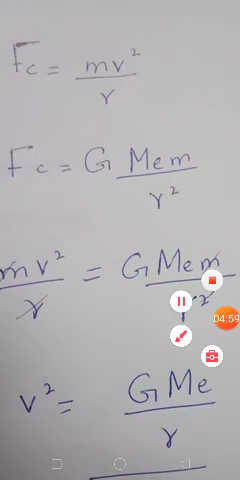 Fc = mv²/r
Fc = G Mem/r²
mv²/r = G Mem/r²
04:59
v² = G Me/r